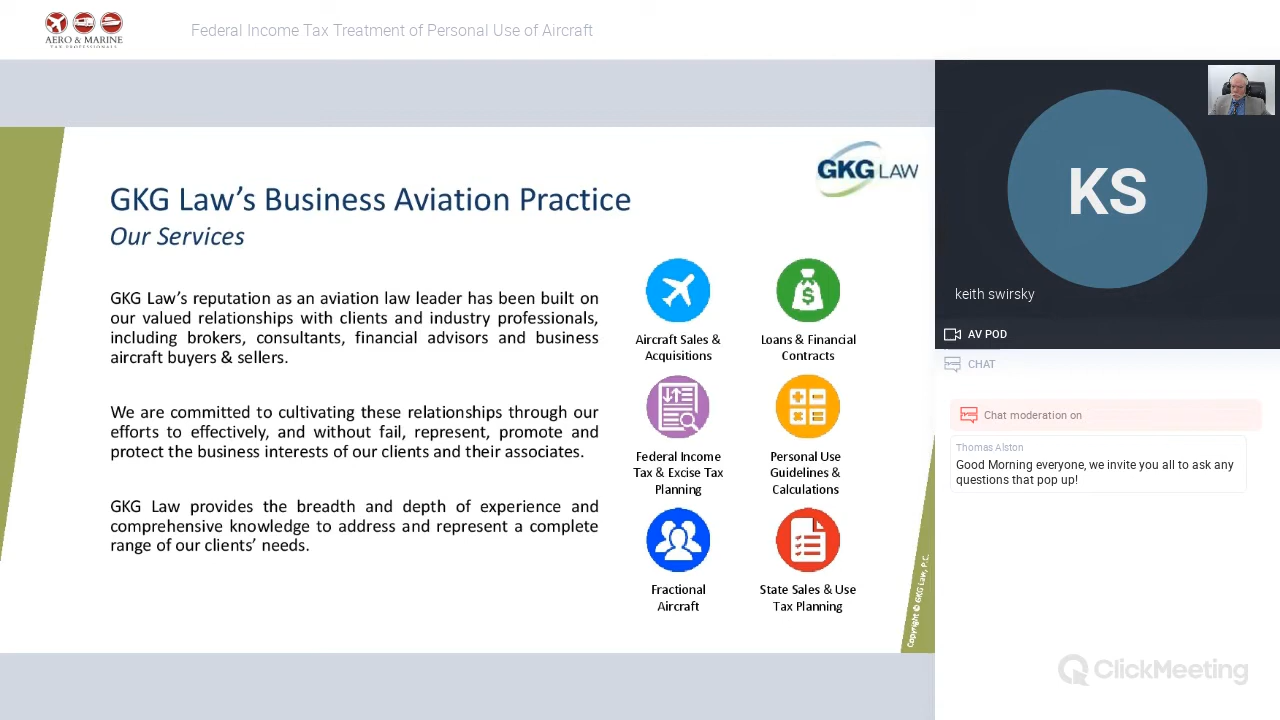 AERO & MARINE
TAX PROFESSIONALS
Federal Income Tax Treatment of Personal Use of Aircraft
GKG LAW
GKG Law's Business Aviation Practice
Our Services
GKG Law's reputation as an aviation law leader has been built on
our valued relationships with clients and industry professionals,
including brokers, consultants, financial advisors and business
aircraft buyers & sellers.
We are committed to cultivating these relationships through our
efforts to effectively, and without fail, represent, promote and
protect the business interests of our clients and their associates.
GKG Law provides the breadth and depth of experience and
comprehensive knowledge to address and represent a complete
range of our clients' needs.
Aircraft Sales &
Acquisitions
Loans & Financial
Contracts
Federal Income
Tax & Excise Tax
Planning
Personal Use
Guidelines &
Calculations
Fractional
Aircraft
State Sales & Use
Tax Planning
Copyright © GKG Law, P.C.
KS
keith swirsky
AV POD
CHAT
Chat moderation on
Thomas Alston
Good Morning everyone, we invite you all to ask any
questions that pop up!
ClickMeeting